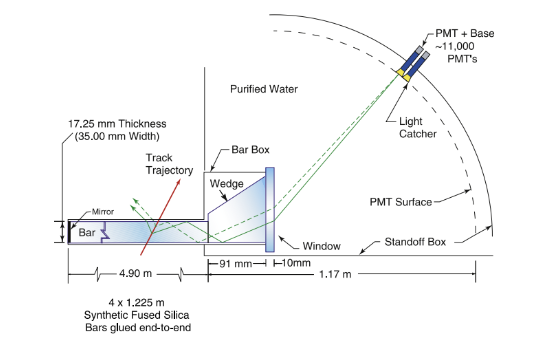 PMT + Base
~11,000
PMT's
Purified Water
17.25 mm Thickness
(35.00 mm Width)
Light
Catcher
Bar Box
Track
Trajectory
Wedge
PMT Surface
Mirror
Bar
Standoff Box
Window
91 mm
10mm
4.90 m
1.17 m
4 x 1.225 m
Synthetic Fused Silica
Bars glued end-to-end